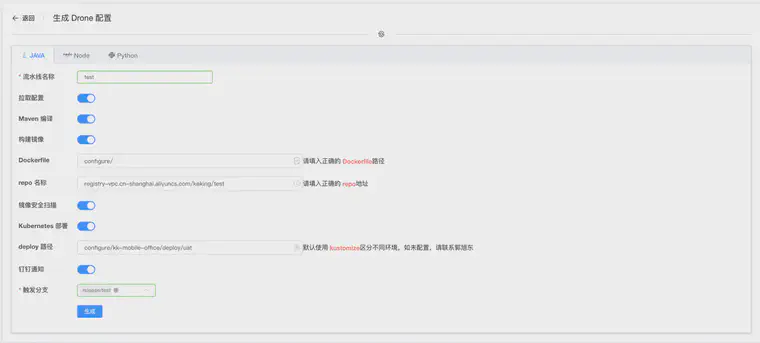 返回 生成 Drone 配置
JAVA Node Python
* 流水线名称 test
拉取配置
Maven 编译
构建镜像
Dockerfile configure/ 请填入正确的 Dockerfile路径
repo 名称 registry-vpc.cn-shanghai.aliyuncs.com/keking/test 请填入正确的 repo地址
镜像安全扫描
Kubernetes 部署
deploy 路径 configure/kk-mobile-office/deploy/uat 默认使用 kustomize区分不同环境。如未配置，请联系郭旭东
钉钉通知
* 触发分支
生成